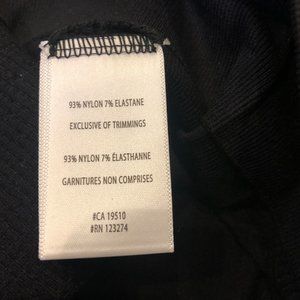 93% NYLON 7% ELASTANE
EXCLUSIVE OF TRIMMINGS
93% NYLON 7% ÉLASTHANNE
GARNITURES NON COMPRISES
#CA 19510
#RN 123274